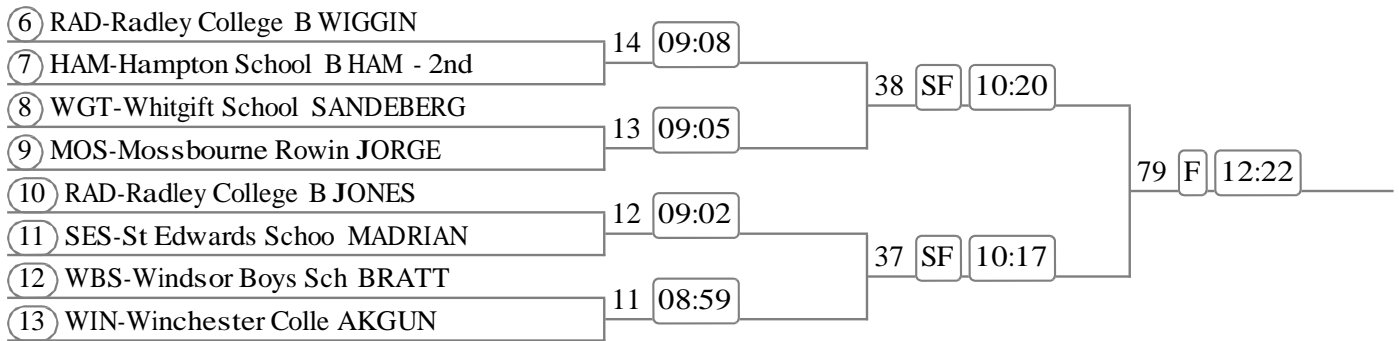 6 RAD-Radley College B WIGGIN
14 09:08
7 HAM-Hampton School B HAM - 2nd
38 SF 10:20
8 WGT-Whitgift School SANDEBERG
13 09:05
9 MOS-Mossbourne Rowin JORGE
79 F 12:22
10 RAD-Radley College B JONES
12 09:02
11 SES-St Edwards Schoo MADRIAN
37 SF 10:17
12 WBS-Windsor Boys Sch BRATT
11 08:59
13 WIN-Winchester Colle AKGUN